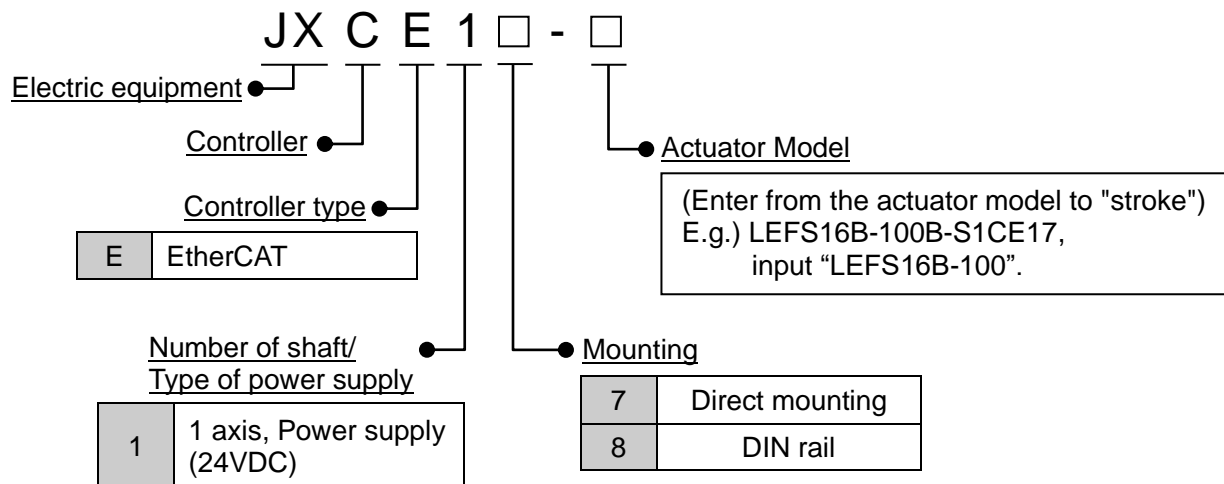 JX C E 1 □ - □
Electric equipment
Controller
Actuator Model
(Enter from the actuator model to "stroke")
E.g.) LEFS16B-100B-S1CE17,
input “LEFS16B-100”.
Controller type
E EtherCAT
Number of shaft/
Type of power supply
1 1 axis, Power supply
(24VDC)
Mounting
7 Direct mounting
8 DIN rail